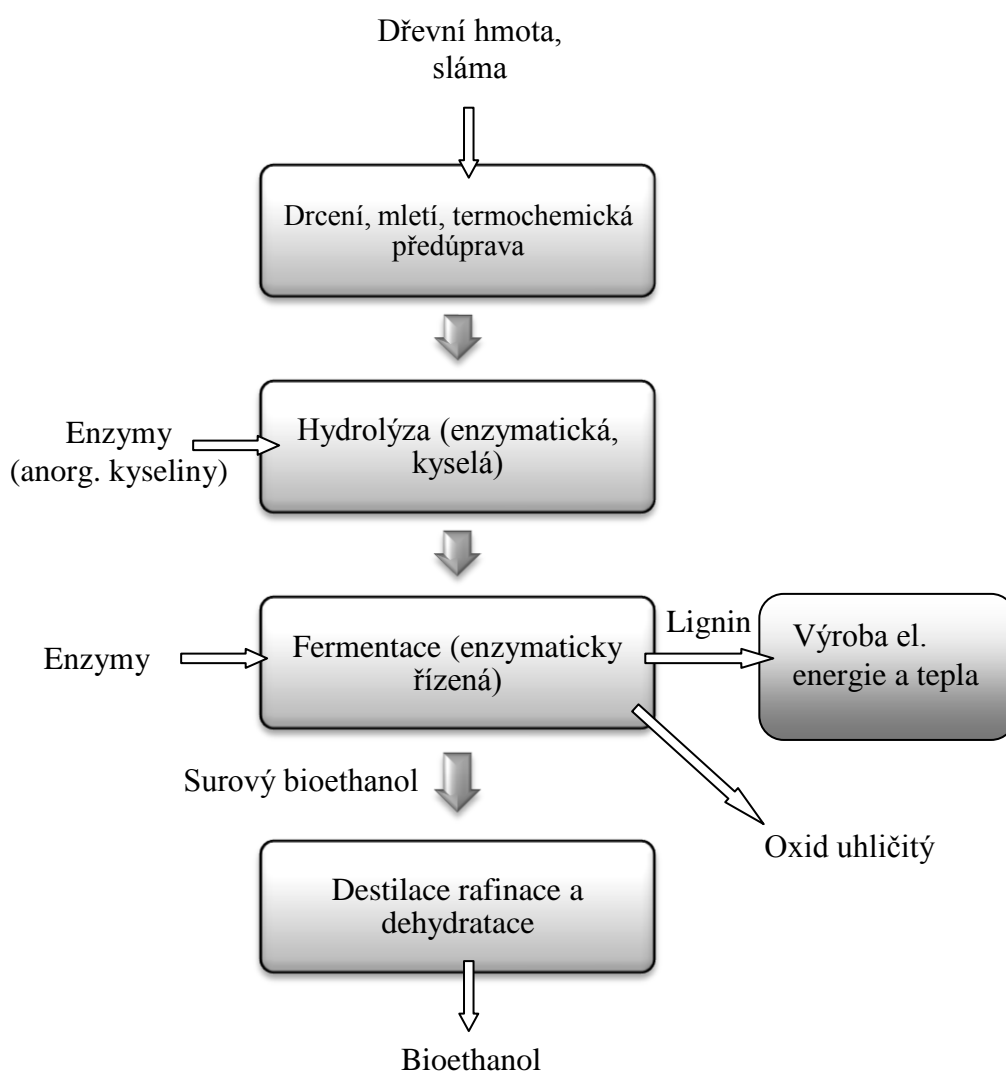 Dřevní hmota,
sláma
Drcení, mletí, termochemická
předúprava
Enzymy
(anorg. kyseliny)
Hydrolýza (enzymatická,
kyselá)
Enzymy
Fermentace (enzymaticky
řízená)
Lignin
Výroba el.
energie a tepla
Surový bioethanol
Oxid uhličitý
Destilace rafinace a
dehydratace
Bioethanol